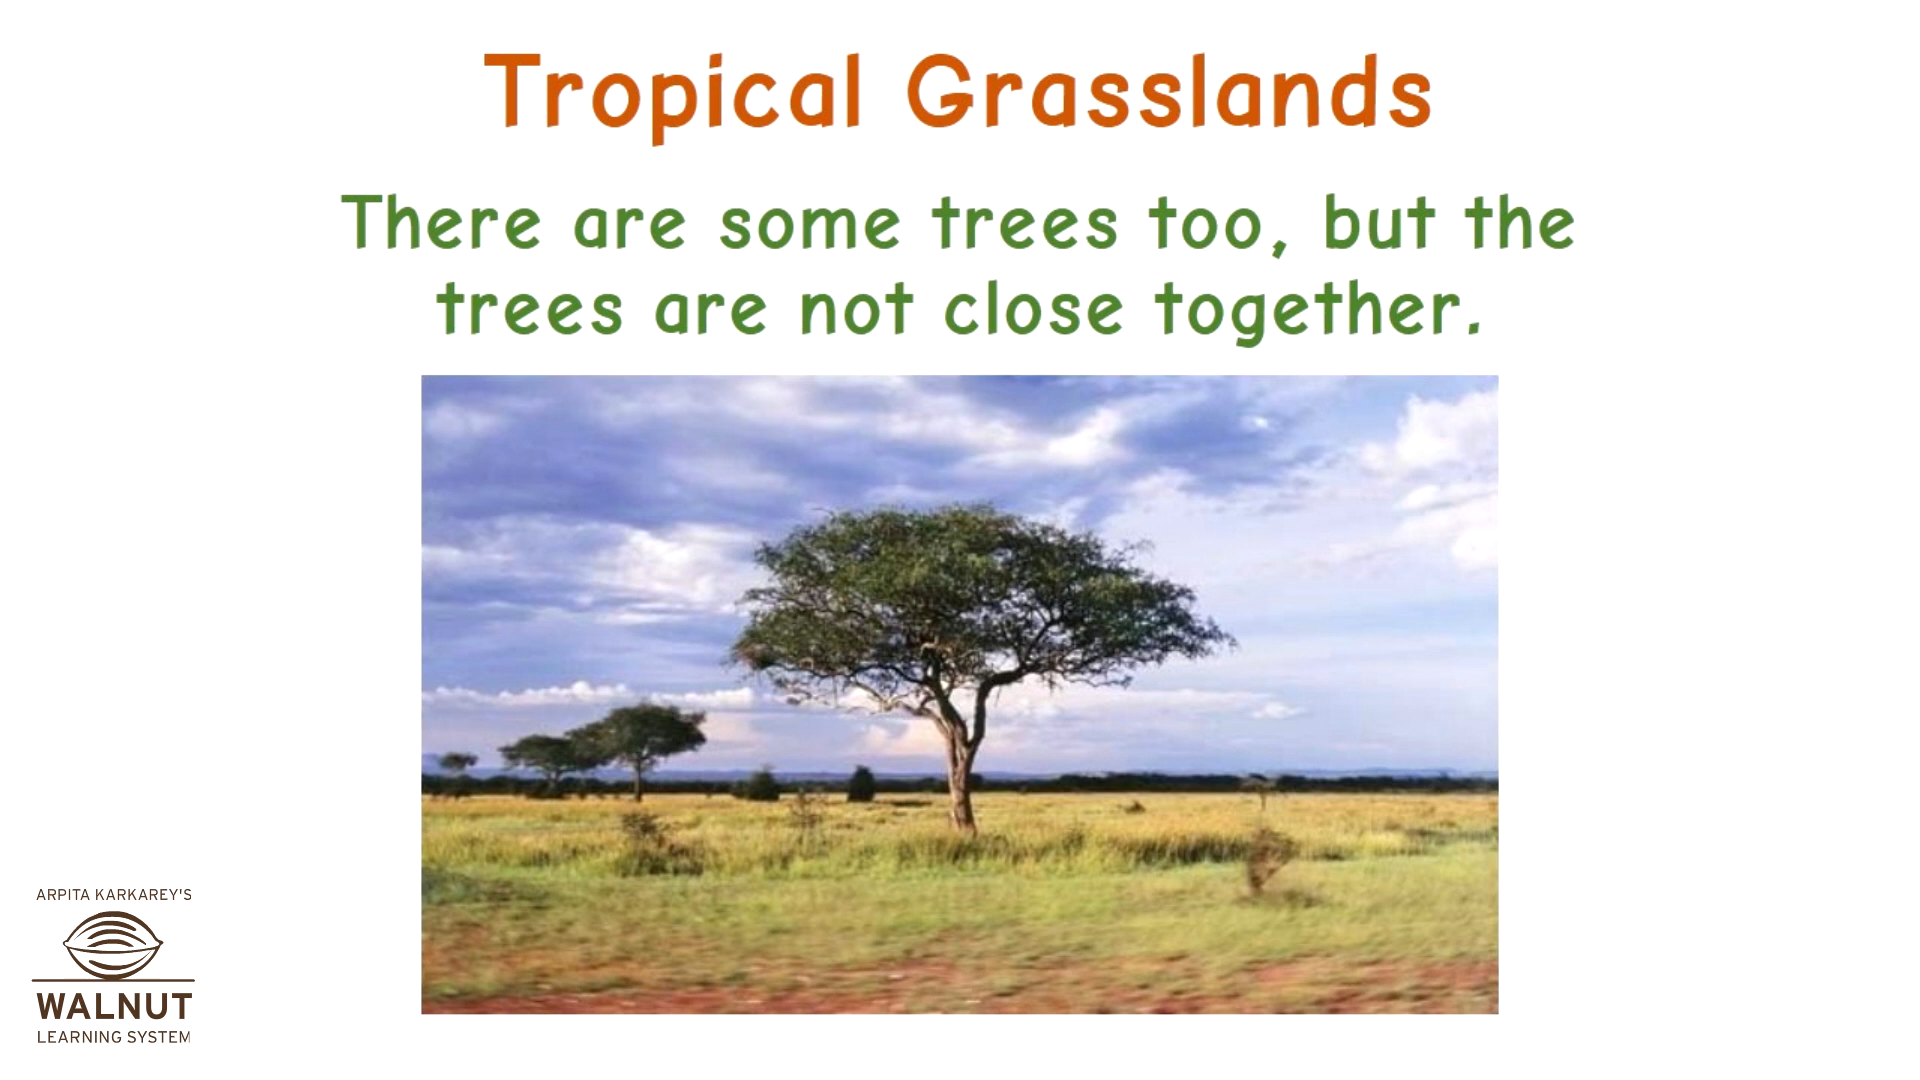 Tropical Grasslands
There are some trees too, but the
trees are not close together.
ARPITA KARKAREY'S
WALNUT
LEARNING SYSTEM